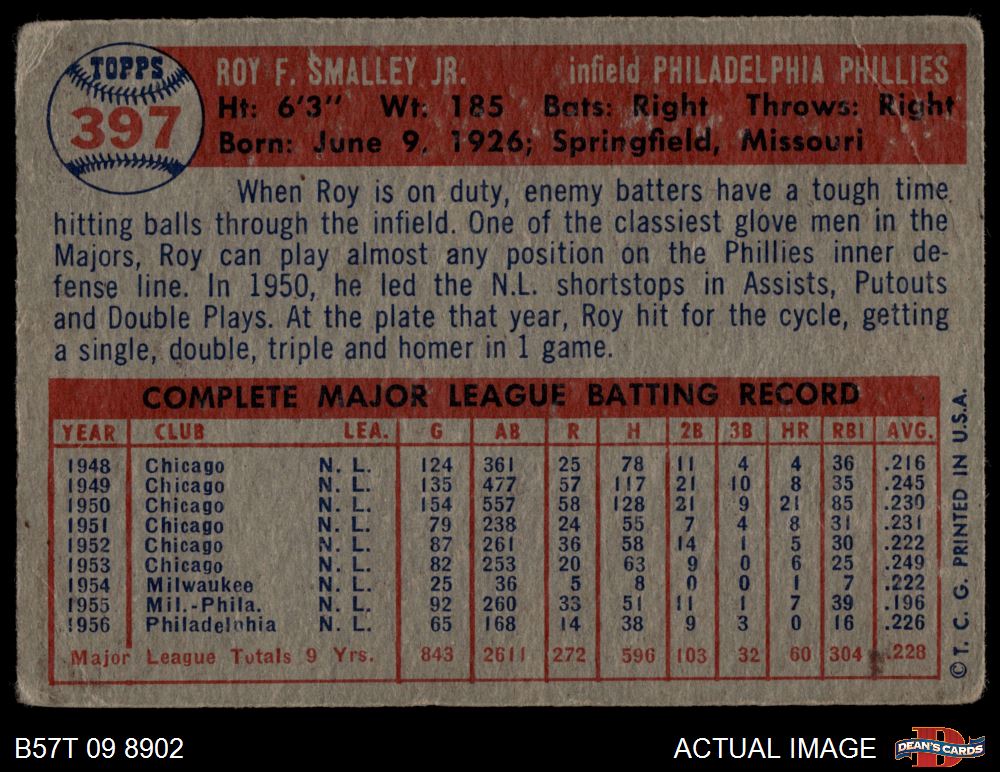 TOPPS
397
ROY F. SMALLEY JR. infield PHILADELPHIA PHILLIES
Ht: 6'3" Wt: 185 Bats: Right Throws: Right
Born: June 9, 1926; Springfield, Missouri
When Roy is on duty, enemy batters have a tough time
hitting balls through the infield. One of the classiest glove men in the
Majors, Roy can play almost any position on the Phillies inner de-
fense line. In 1950, he led the N.L. shortstops in Assists, Putouts
and Double Plays. At the plate that year, Roy hit for the cycle, getting
a single, double, triple and homer in 1 game.
COMPLETE MAJOR LEAGUE BATTING RECORD
YEAR CLUB LEA. G AB R H 2B 3B HR RBI AVG.
1948 Chicago N. L. 124 361 25 78 11 4 4 36 .216
1949 Chicago N. L. 135 477 57 117 21 10 8 35 .245
1950 Chicago N. L. 154 557 58 128 21 9 21 85 .230
1951 Chicago N. L. 79 238 24 55 7 4 8 31 .231
1952 Chicago N. L. 87 261 36 58 14 1 5 30 .222
1953 Chicago N. L. 82 253 20 63 9 0 6 25 .249
1954 Milwaukee N. L. 25 36 5 8 0 0 1 7 .222
1955 Mil.-Phila. N. L. 92 260 33 51 11 1 7 39 .196
1956 Philadelphia N. L. 65 168 14 38 9 3 0 16 .226
Major League Totals 9 Yrs. 843 2611 272 596 103 32 60 304 .228
© T. C. G. PRINTED IN U.S.A.
B57T 09 8902
ACTUAL IMAGE
DEAN'S CARDS